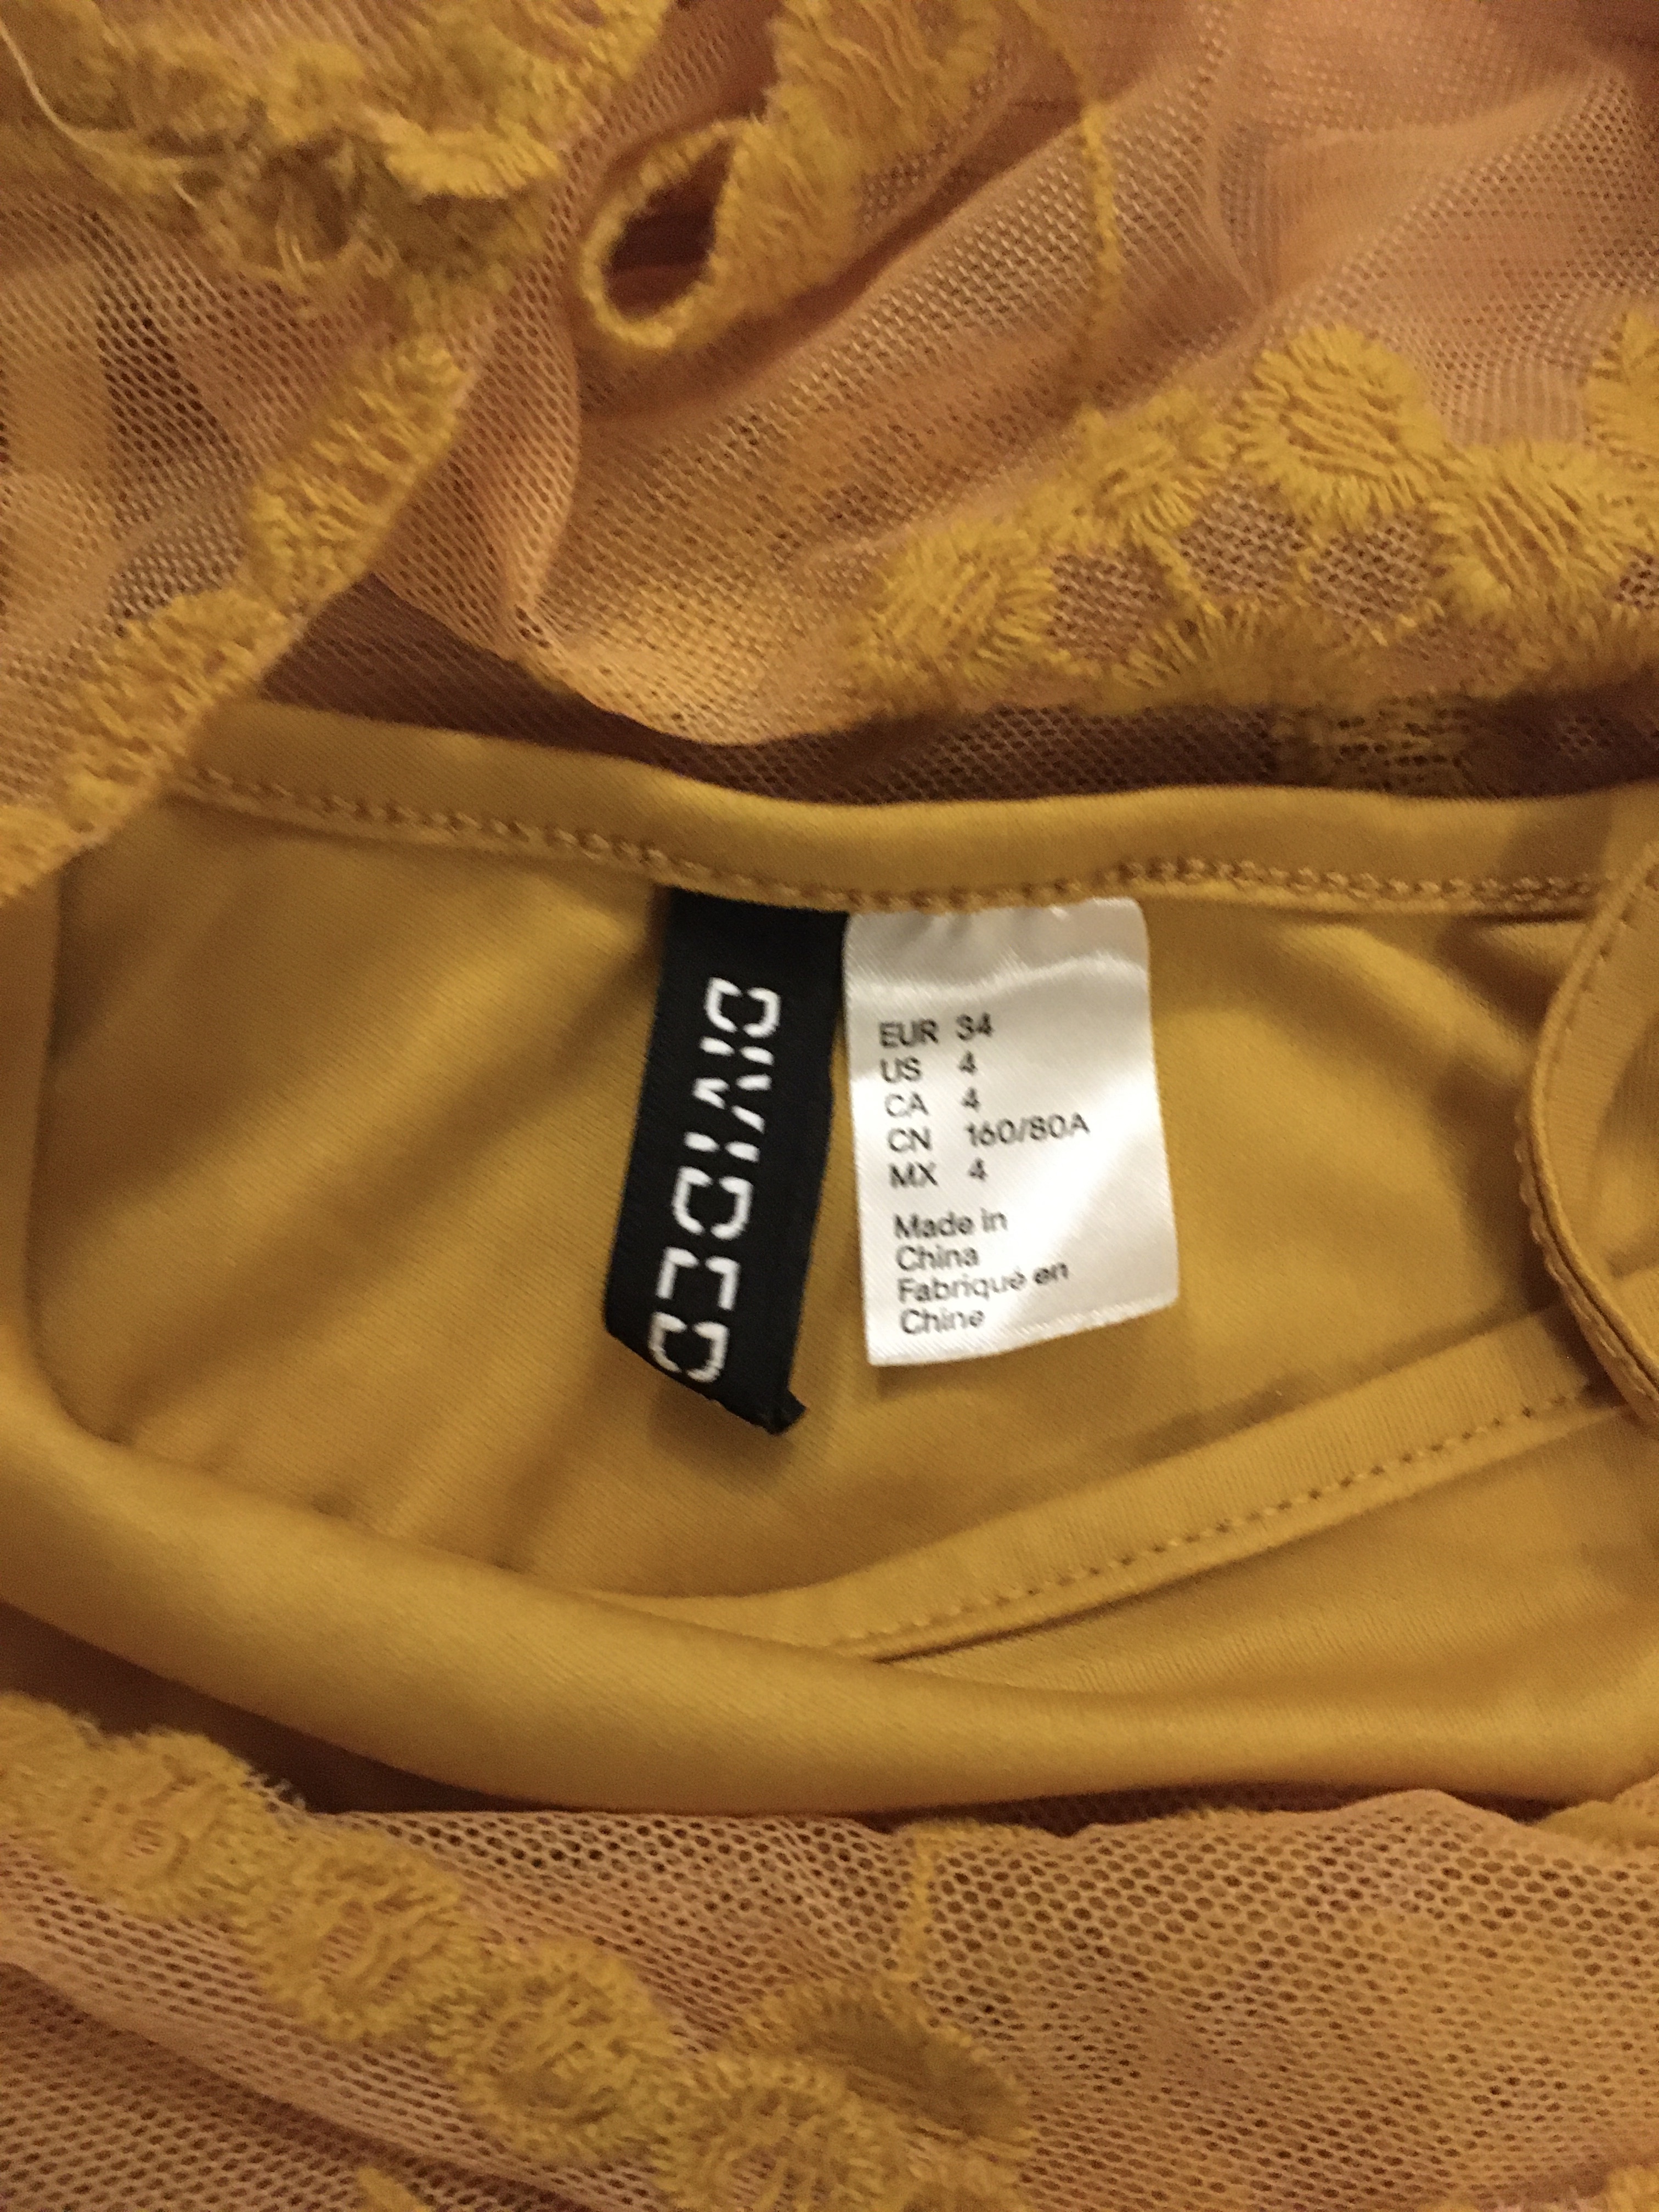 DIVIDED
EUR 34
US 4
CA 4
CN 160/80A
MX 4
Made in
China
Fabriqué en
Chine